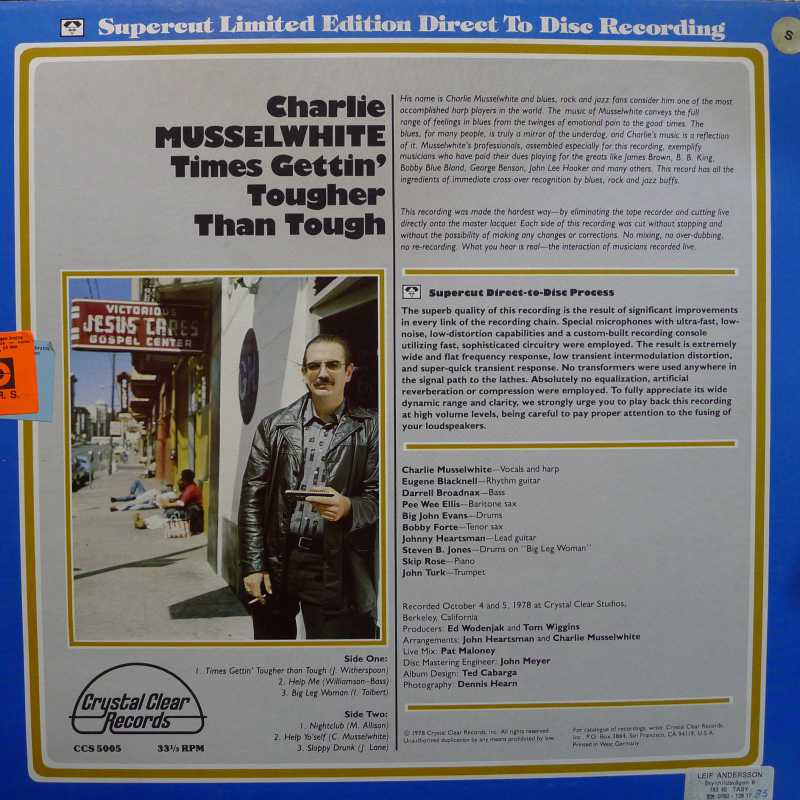 Supercut Limited Edition Direct To Disc Recording
S
Charlie
MUSSELWHITE
Times Gettin'
Tougher
Than Tough
His name is Charlie Musselwhite and blues, rock and jazz fans consider him one of the most
accomplished harp players in the world. The music of Musselwhite conveys the full
range of feelings in blues from the twinges of emotional pain to the good times. The
blues, for many people, is truly a mirror of the underdog, and Charlie's music is a reflection
of it. Musselwhite's professionals, assembled especially for this recording, exemplify
musicians who have paid their dues playing for the greats like James Brown, B. B. King,
Bobby Blue Bland, George Benson, John Lee Hooker and many others. This record has all the
ingredients of immediate cross-over recognition by blues, rock and jazz buffs.
This recording was made the hardest way—by eliminating the tape recorder and cutting live
directly onto the master lacquer. Each side of this recording was cut without stopping and
without the possibility of making any changes or corrections. No mixing, no over-dubbing,
no re-recording. What you hear is real—the interaction of musicians recorded live.
Supercut Direct-to-Disc Process
The superb quality of this recording is the result of significant improvements
in every link of the recording chain. Special microphones with ultra-fast, low-
noise, low-distortion capabilities and a custom-built recording console
utilizing fast, sophisticated circuitry were employed. The result is extremely
wide and flat frequency response, low transient intermodulation distortion,
and super-quick transient response. No transformers were used anywhere in
the signal path to the lathes. Absolutely no equalization, artificial
reverberation or compression were employed. To fully appreciate its wide
dynamic range and clarity, we strongly urge you to play back this recording
at high volume levels, being careful to pay proper attention to the fusing of
your loudspeakers.
VICTORIOUS
JESUS CARES
GOSPEL CENTER
R. S.
Charlie Musselwhite—Vocals and harp
Eugene Blacknell—Rhythm guitar
Darrell Broadnax—Bass
Pee Wee Ellis—Baritone sax
Big John Evans—Drums
Bobby Forte—Tenor sax
Johnny Heartsman—Lead guitar
Steven B. Jones—Drums on "Big Leg Woman"
Skip Rose—Piano
John Turk—Trumpet
Recorded October 4 and 5, 1978 at Crystal Clear Studios,
Berkeley, California
Producers: Ed Wodenjak and Tom Wiggins
Arrangements: John Heartsman and Charlie Musselwhite
Live Mix: Pat Maloney
Disc Mastering Engineer: John Meyer
Album Design: Ted Cabarga
Photography: Dennis Hearn
Side One:
1. Times Gettin' Tougher than Tough (J. Witherspoon)
2. Help Me (Williamson–Bass)
3. Big Leg Woman (I. Tolbert)
Side Two:
1. Nightclub (M. Allison)
2. Help Yo'self (C. Musselwhite)
3. Sloppy Drunk (J. Lane)
Crystal Clear
Records
CCS 5005 33⅓ RPM
© 1978 Crystal Clear Records, Inc. All rights reserved.
Unauthorized duplication by any means prohibited by law.
For catalogue of recordings, write: Crystal Clear Records,
Inc., P.O. Box 3864, San Francisco, CA 94119, U.S.A.
Printed in West Germany
LEIF ANDERSSON
TABY
85